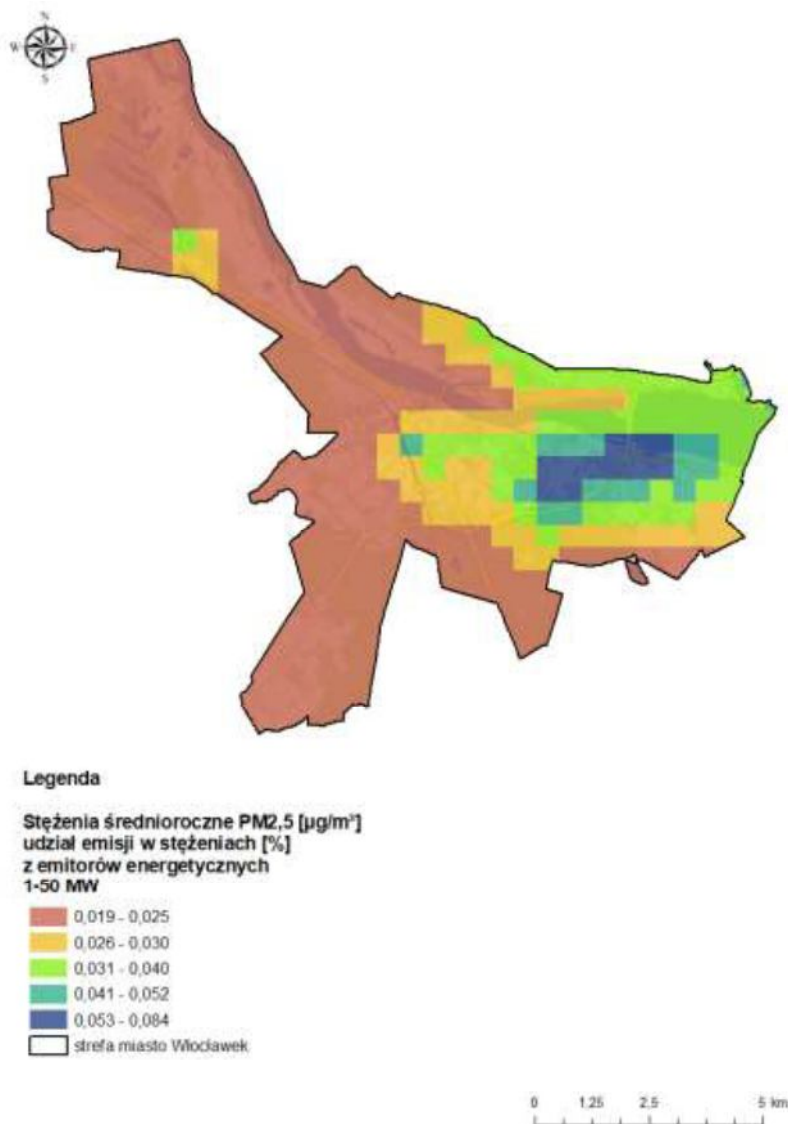 N
W E
S
Legenda
Stężenia średnioroczne PM2,5 [µg/m³]
udział emisji w stężeniach [%]
z emitorów energetycznych
1-50 MW
0,019 - 0,025
0,026 - 0,030
0,031 - 0,040
0,041 - 0,052
0,053 - 0,084
strefa miasto Włocławek
0 1,25 2,5 5 km